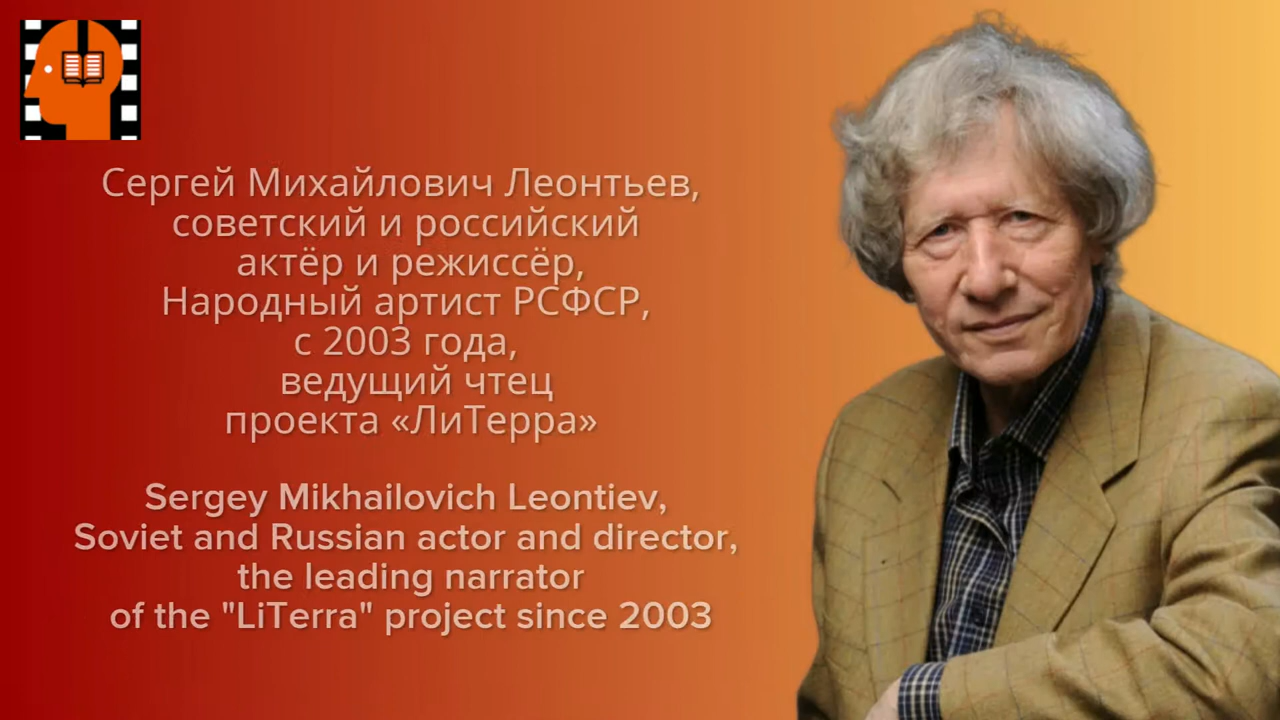 Сергей Михайлович Леонтьев,
советский и российский
актёр и режиссёр,
Народный артист РСФСР,
с 2003 года,
ведущий чтец
проекта «ЛиТерра»
Sergey Mikhailovich Leontiev,
Soviet and Russian actor and director,
the leading narrator
of the "LiTerra" project since 2003